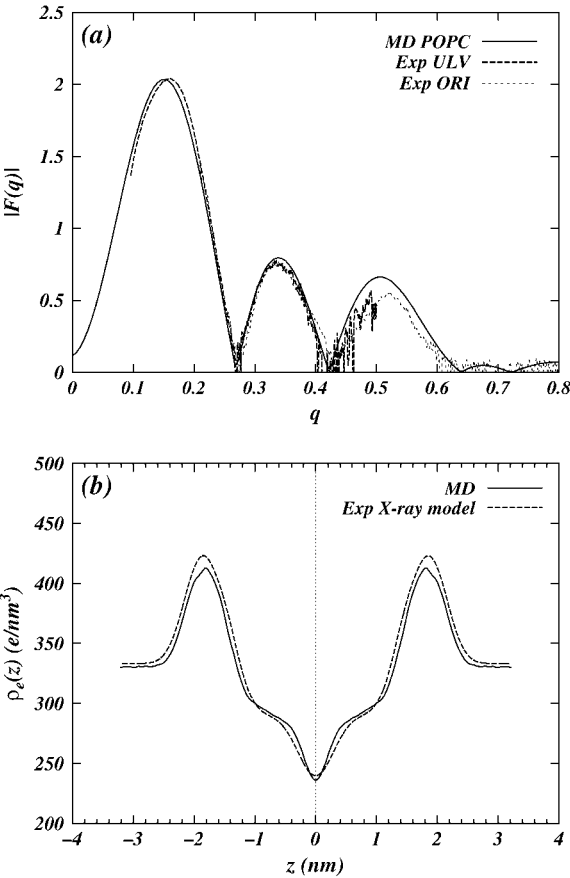 (a)
MD POPC
Exp ULV
Exp ORI
2.5
2
1.5
1
0.5
0
|F(q)|
0 0.1 0.2 0.3 0.4 0.5 0.6 0.7 0.8
q
(b)
MD
Exp X-ray model
500
450
400
350
300
250
200
ρe(z) (e/nm³)
−4 −3 −2 −1 0 1 2 3 4
z (nm)